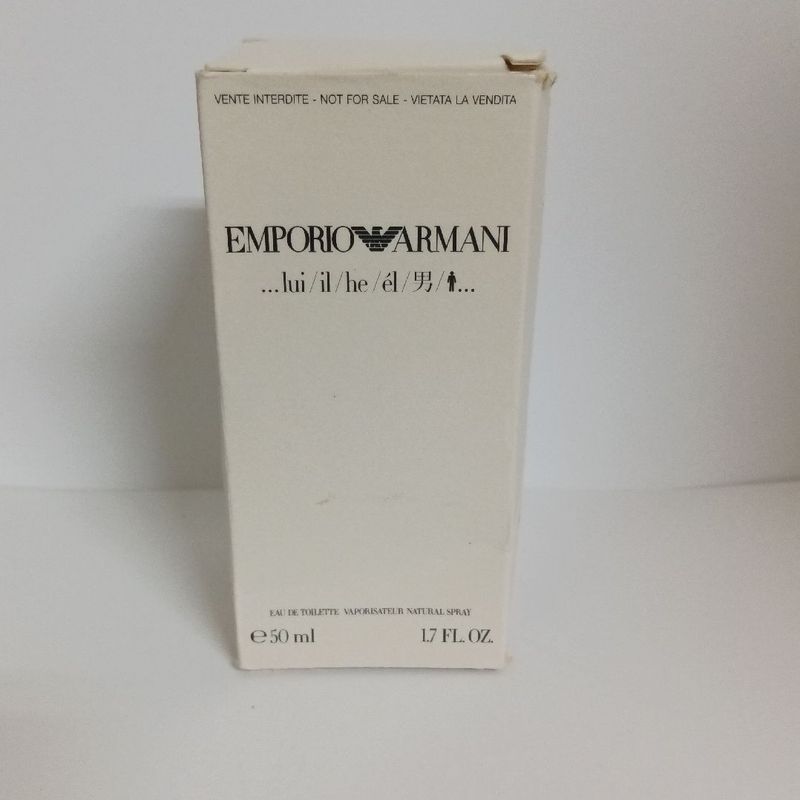 VENTE INTERDITE - NOT FOR SALE - VIETATA LA VENDITA
EMPORIO ARMANI
...lui/il/he/él/男/...
EAU DE TOILETTE VAPORISATEUR NATURAL SPRAY
℮50 ml 1.7 FL. OZ.